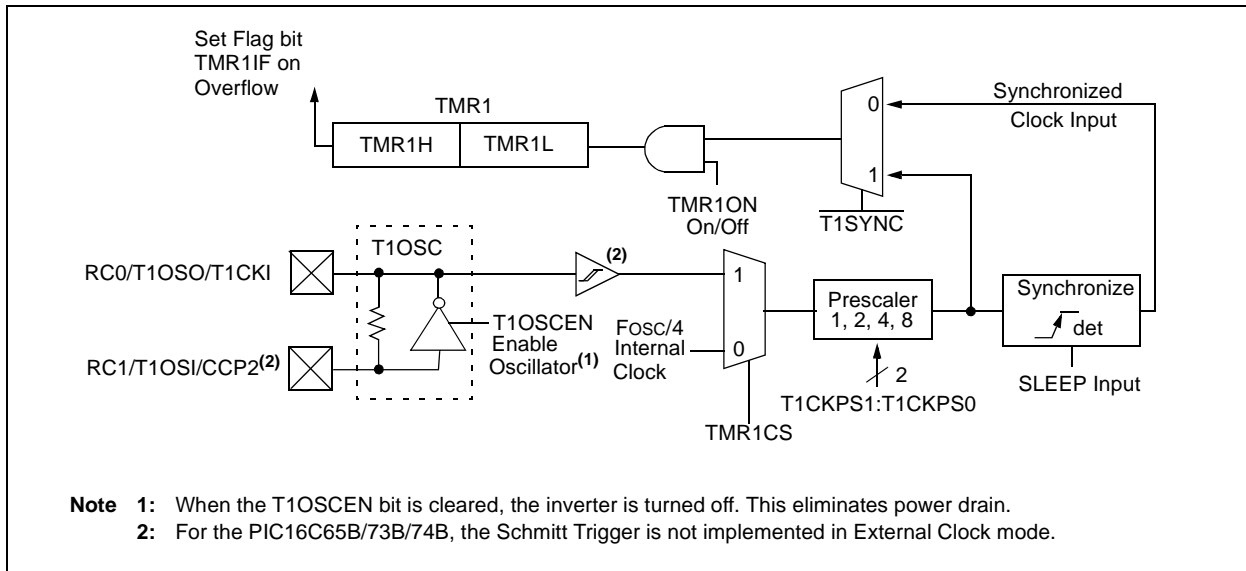 Set Flag bit
TMR1IF on
Overflow
TMR1
TMR1H
TMR1L
TMR1ON
On/Off
0
1
T1SYNC
Synchronized
Clock Input
T1OSC
RC0/T1OSO/T1CKI
(2)
RC1/T1OSI/CCP2(2)
T1OSCEN
Enable
Oscillator(1)
FOSC/4
Internal
Clock
1
0
TMR1CS
Prescaler
1, 2, 4, 8
2
T1CKPS1:T1CKPS0
Synchronize
det
SLEEP Input
Note 1: When the T1OSCEN bit is cleared, the inverter is turned off. This eliminates power drain.
2: For the PIC16C65B/73B/74B, the Schmitt Trigger is not implemented in External Clock mode.